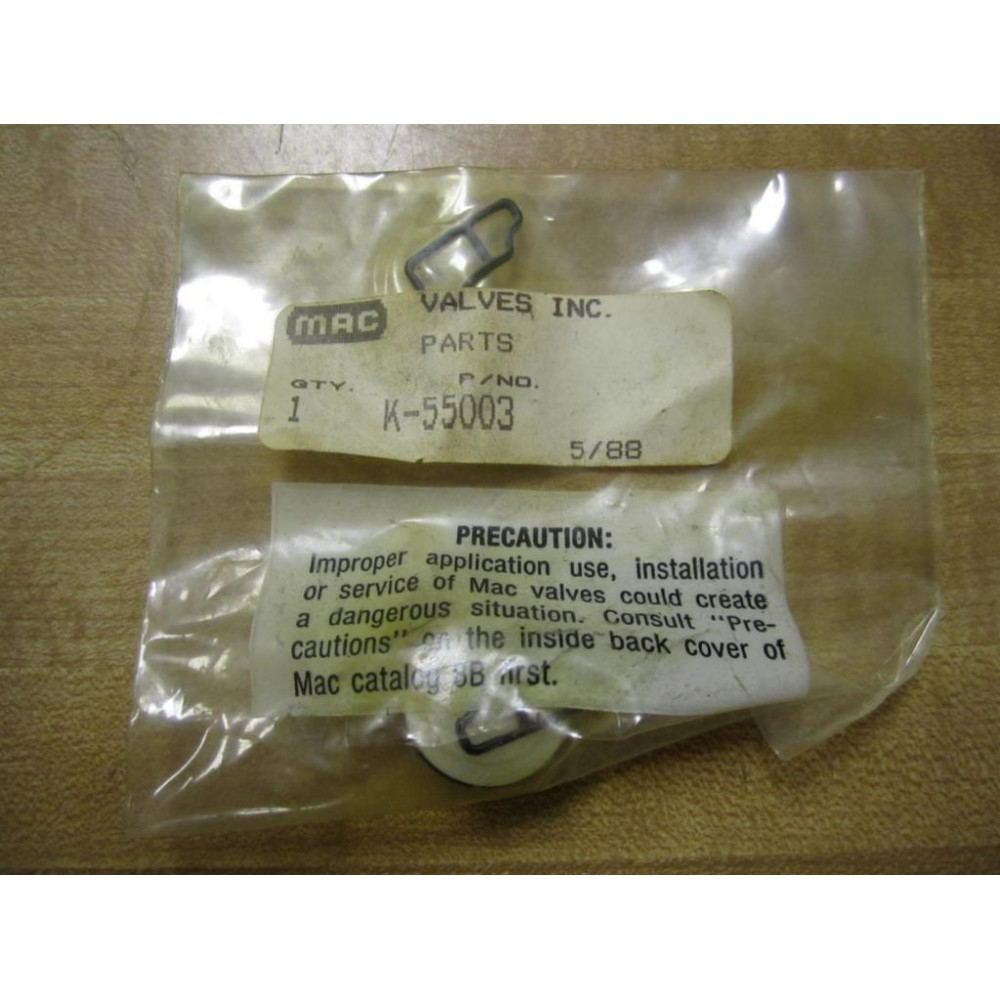 MAC VALVES INC.
PARTS
QTY. P/NO.
1 K-55003
5/88
PRECAUTION:
Improper application use, installation
or service of Mac valves could create
a dangerous situation. Consult "Pre-
cautions" on the inside back cover of
Mac catalog 8B first.